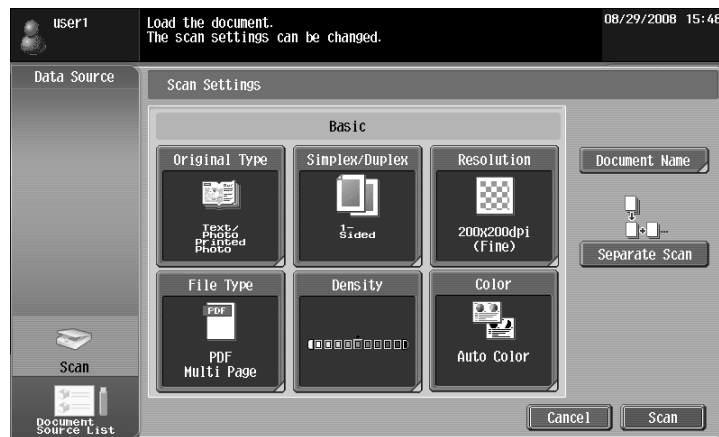 user1
Load the document.
The scan settings can be changed.
08/29/2008 15:48
Data Source
Scan Settings
Basic
Original Type
Text/
Photo
Printed
Photo
Simplex/Duplex
1-
Sided
Resolution
200X200dpi
(Fine)
Document Name
Separate Scan
File Type
PDF
PDF
Multi Page
Density
Color
Auto Color
Scan
Document
Source List
Cancel
Scan